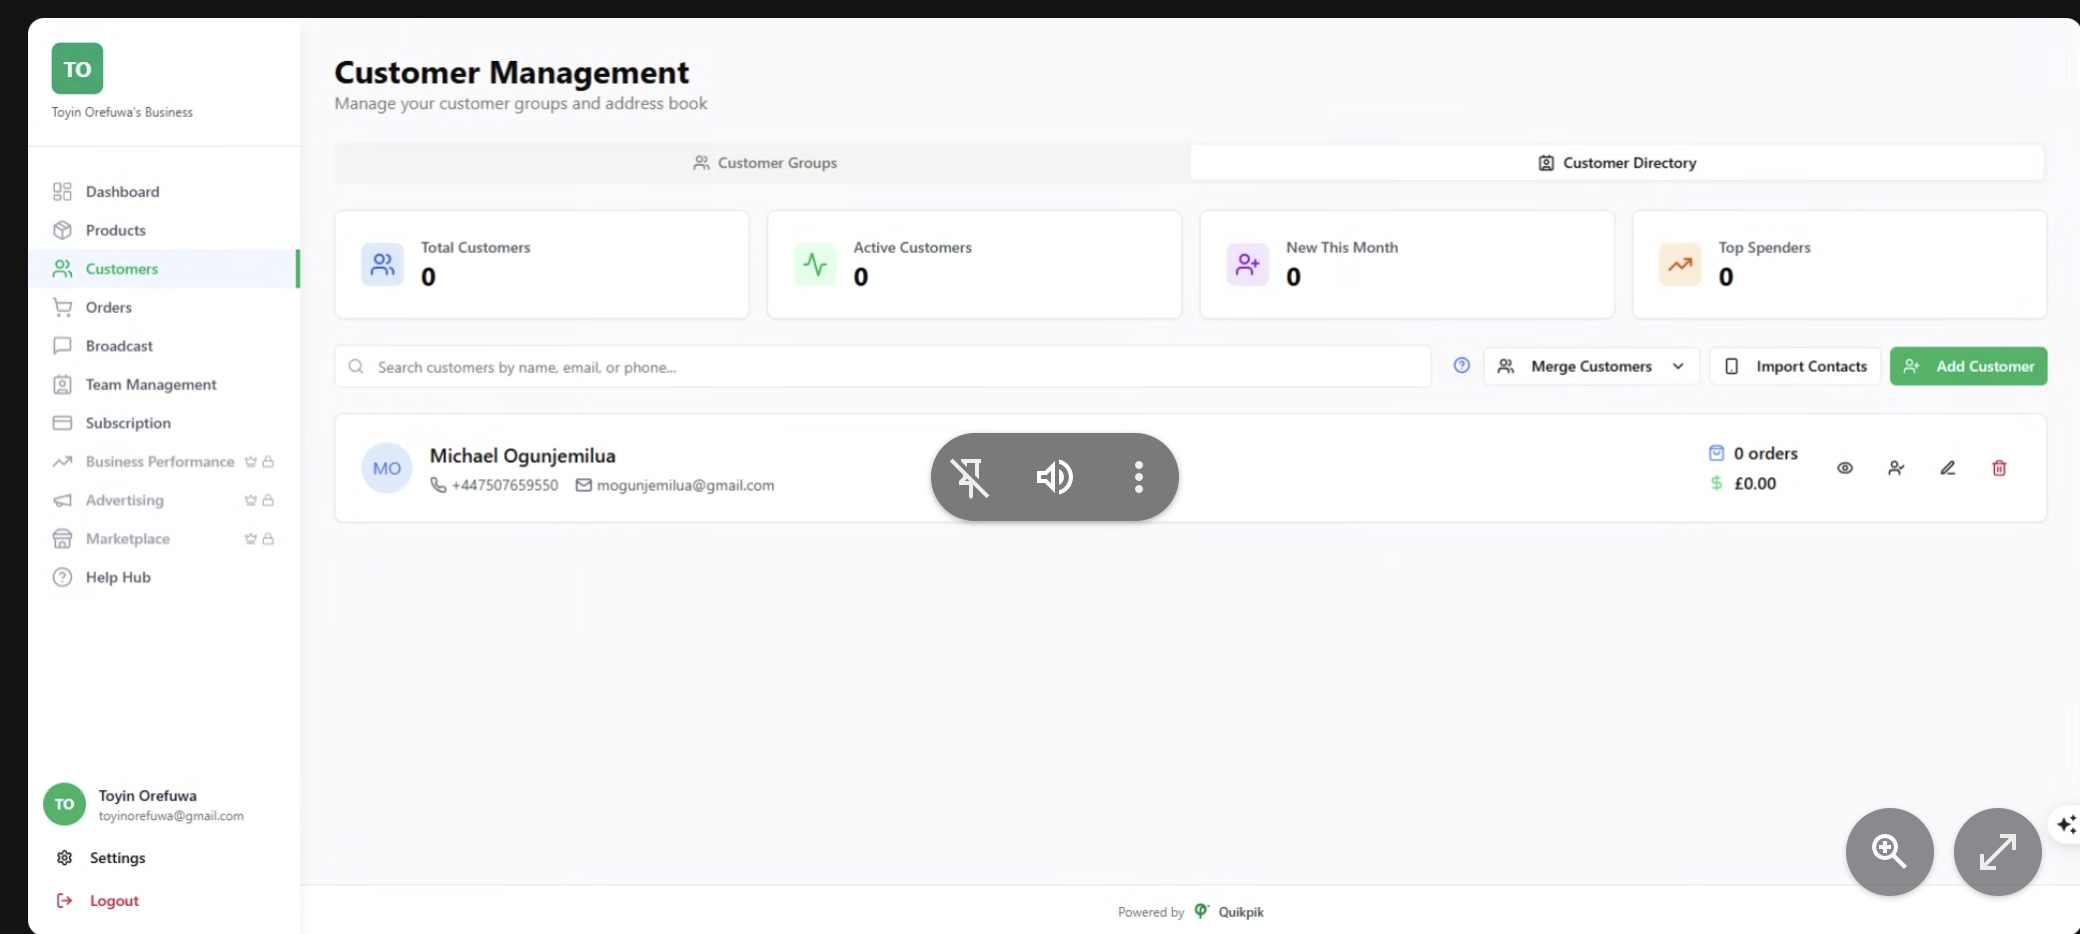 TO
Toyin Orefuwa's Business
Dashboard
Products
Customers
Orders
Broadcast
Team Management
Subscription
Business Performance
Advertising
Marketplace
Help Hub
TO
Toyin Orefuwa
toyinorefuwa@gmail.com
Settings
Logout
Customer Management
Manage your customer groups and address book
Customer Groups
Customer Directory
Total Customers
0
Active Customers
0
New This Month
0
Top Spenders
0
Search customers by name, email, or phone...
Merge Customers
Import Contacts
Add Customer
MO
Michael Ogunjemilua
+447507659550 mogunjemilua@gmail.com
0 orders
$ £0.00
Powered by Quikpik